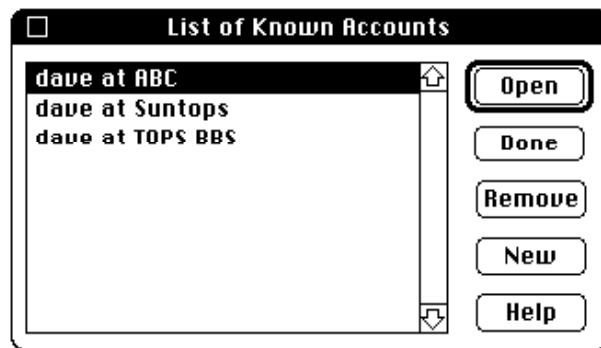 List of Known Accounts
dave at ABC
dave at Suntops
dave at TOPS BBS
Open
Done
Remove
New
Help